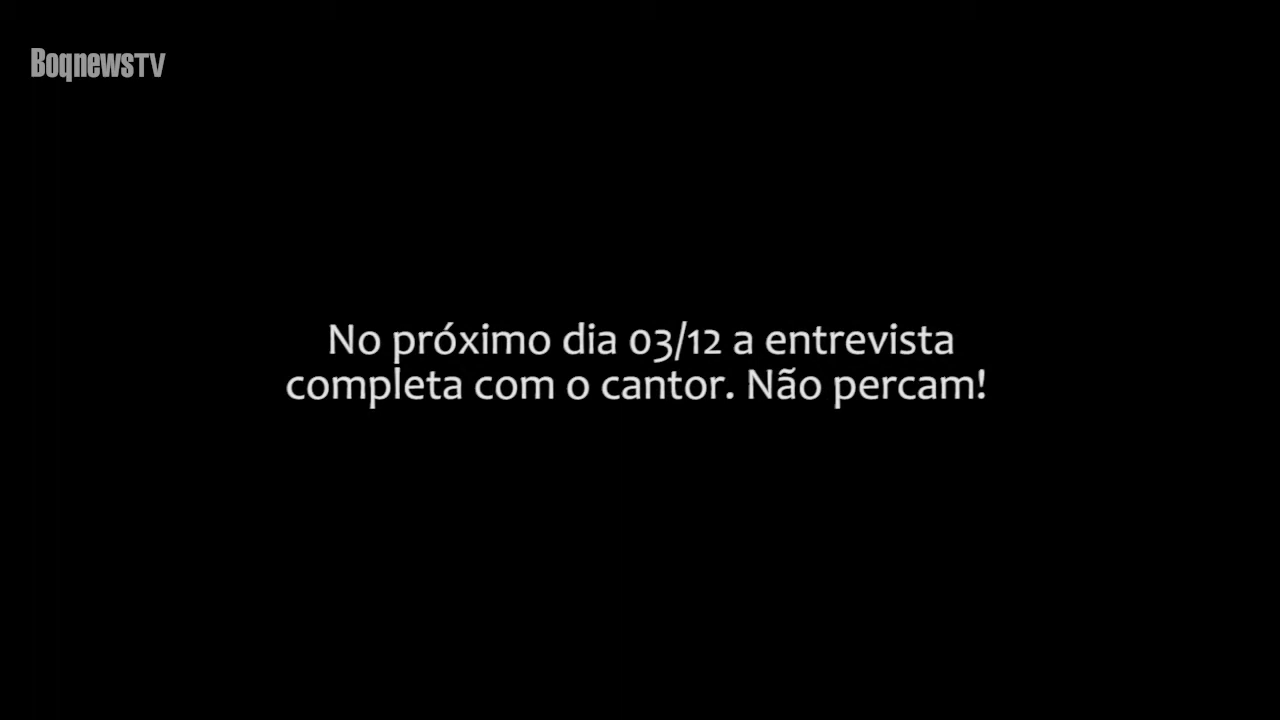 BoqnewsTV
No próximo dia 03/12 a entrevista
completa com o cantor. Não percam!